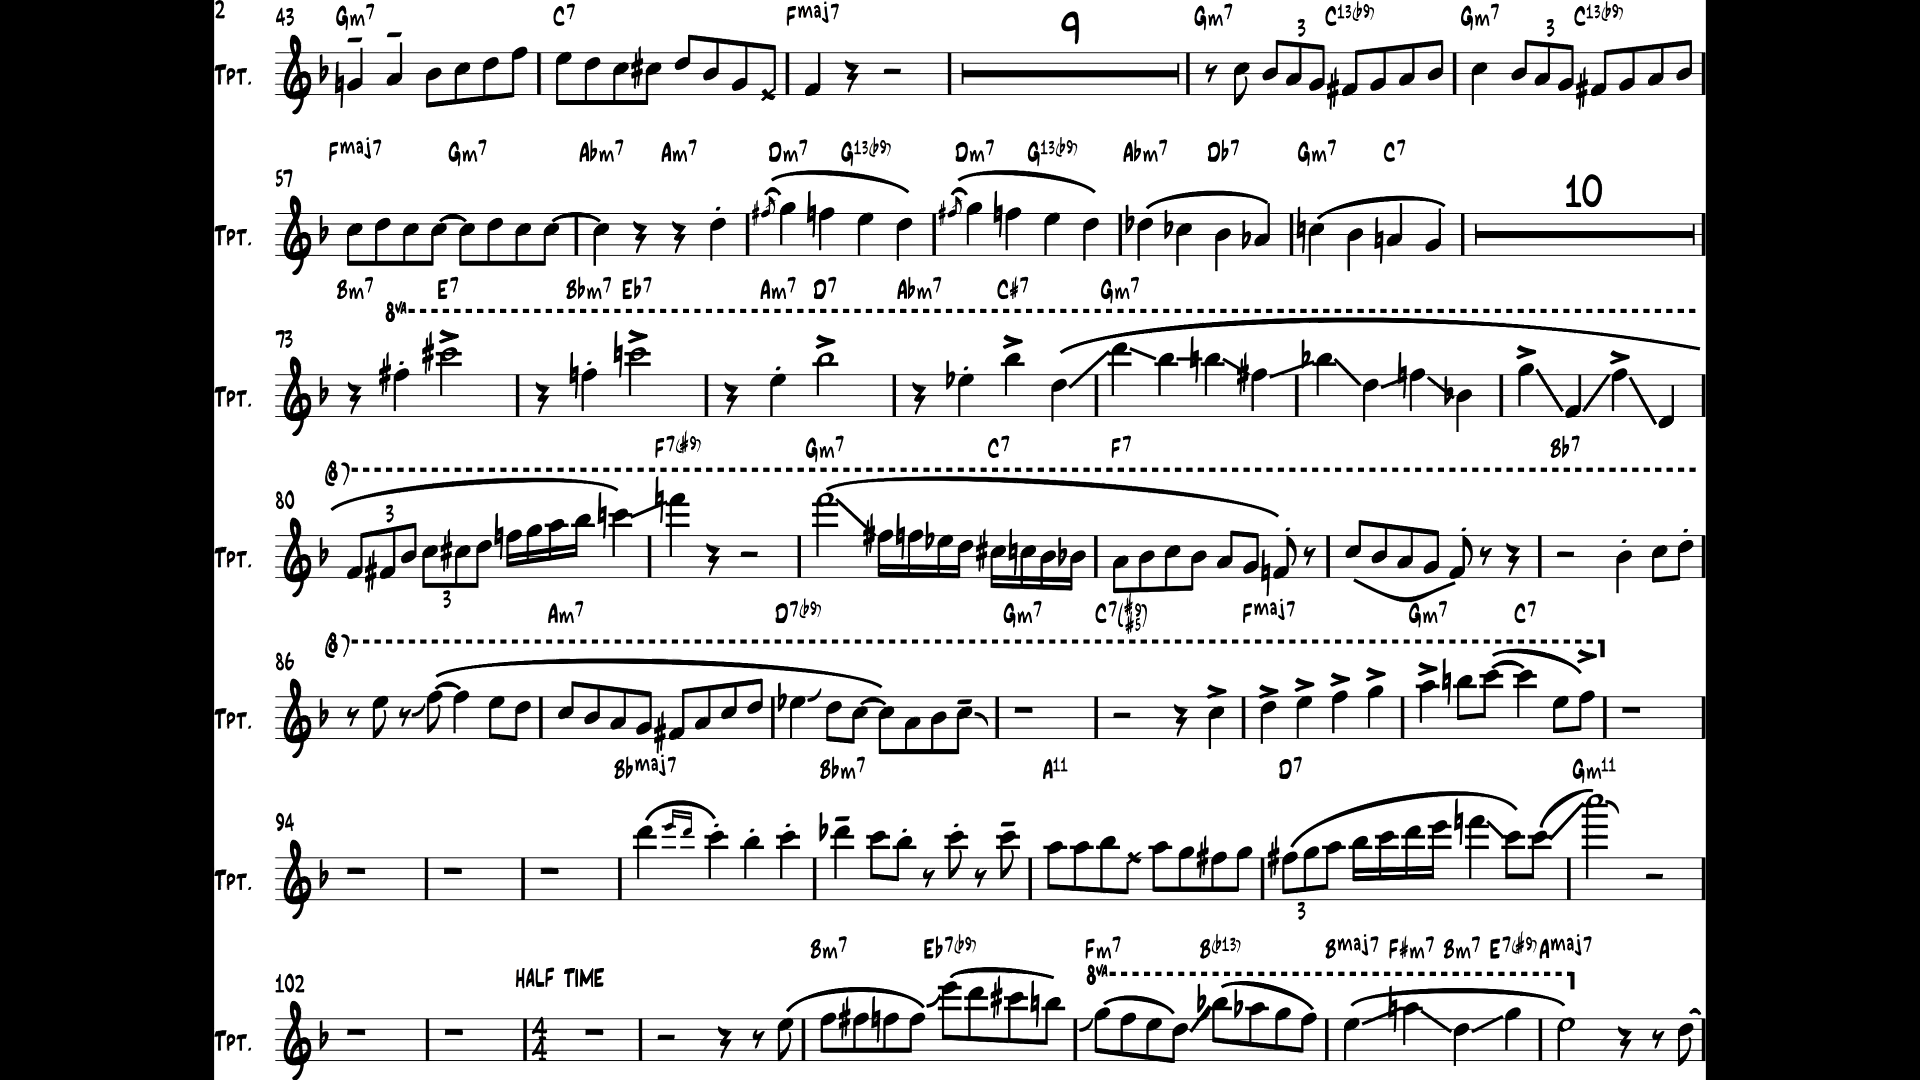 2 43 Gm7 C7 Fmaj7 9 Gm7 3 C13(b9) Gm7 3 C13(b9)
Tpt.
Fmaj7 Gm7 Abm7 Am7 Dm7 G13(b9) Dm7 G13(b9) Abm7 Db7 Gm7 C7
57 10
Tpt.
Bm7 E7 Bbm7 Eb7 Am7 D7 Abm7 C#7 Gm7
8va
73
Tpt.
F7(#9) Gm7 C7 F7 Bb7
(8)
80 3
Tpt.
3
Am7 D7(b9) Gm7 C7(#9#5) Fmaj7 Gm7 C7
(8)
86
Tpt.
Bbmaj7 Bbm7 A11 D7 Gm11
94
Tpt.
3
Bm7 Eb7(b9) Fm7 B(b13) Bmaj7 F#m7 Bm7 E7(#9) Amaj7
102 HALF TIME 8va
Tpt. 4 4